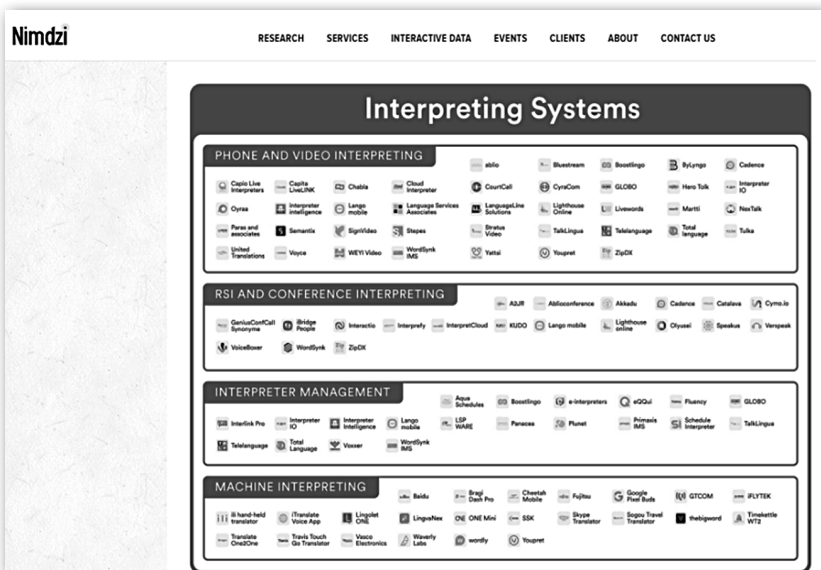 Nimdzi
RESEARCH SERVICES INTERACTIVE DATA EVENTS CLIENTS ABOUT CONTACT US
Interpreting Systems
PHONE AND VIDEO INTERPRETING
ablio Bluestream Boostlingo ByLyngo Cadence
Capio Live Interpreters Capita LiveLINK Chabla Cloud Interpreter CourtCall CyraCom GLOBO Hero Talk Interpreter IO
Oyraa interpreter intelligence Lango mobile Language Services Associates LanguageLine Solutions Lighthouse Online Livewords Martti NexTalk
Paras and associates Semantix SignVideo Stepes Stratus Video TalkLingua Telelanguage Total language Tulka
United Translations Voyce WEYI Video WordSynk IMS Yattai Youpret ZipDX
RSI AND CONFERENCE INTERPRETING
A2JR Ablioconference Akkadu Cadence Catalava Cymo.io
GeniusConfCall Synonyme iBridge People Interactio Interprefy InterpretCloud KUDO Lango mobile Lighthouse online Olyusei Speakus Verspeak
VoiceBoxer WordSynk ZipDX
INTERPRETER MANAGEMENT
Aqua Schedules Boostlingo e-interpreters eQQui Fluency GLOBO
Interlink Pro Interpreter IO Interpreter Intelligence Lango mobile LSP WARE Panacea Plunet Primaxis IMS Schedule Interpreter TalkLingua
Telelanguage Total Language Voxxer WordSynk IMS
MACHINE INTERPRETING
Baidu Bragi Dash Pro Cheetah Mobile Fujitsu Google Pixel Buds GTCOM iFLYTEK
ili hand-held translator iTranslate Voice App Lingolet ONE LingvaNex ONE Mini SSK Skype Translator Sogou Travel Translator thebigword Timekettle WT2
Translate One2One Travis Touch Go Translator Vasco Electronics Waverly Labs wordly Youpret